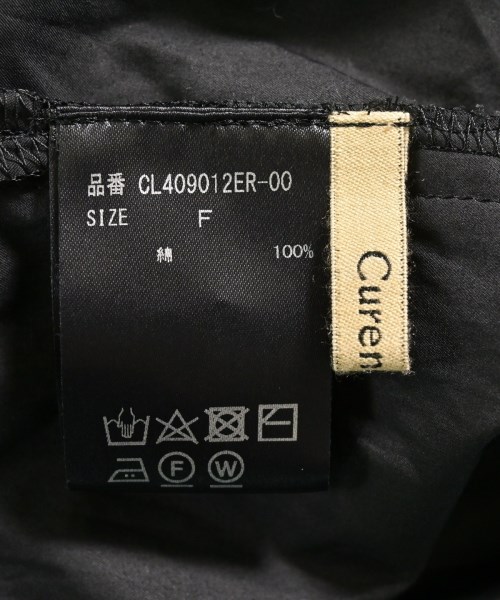 品番 CL409012ER-00
SIZE F
綿 100%
Curen
F W